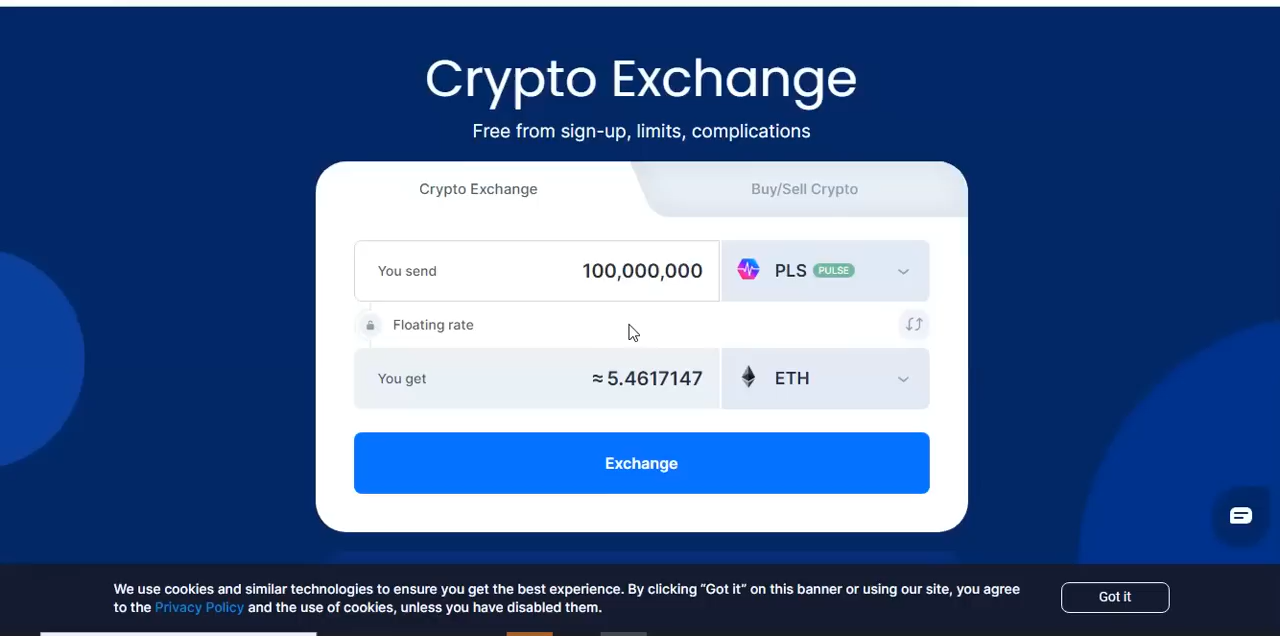 Crypto Exchange
Free from sign-up, limits, complications
Crypto Exchange
Buy/Sell Crypto
You send 100,000,000 PLS PULSE
Floating rate
You get ≈ 5.4617147 ETH
Exchange
We use cookies and similar technologies to ensure you get the best experience. By clicking “Got it” on this banner or using our site, you agree
to the Privacy Policy and the use of cookies, unless you have disabled them.
Got it